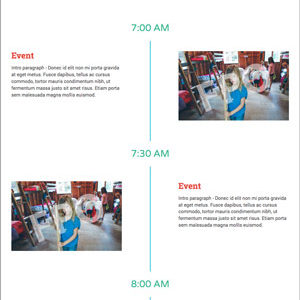 7:00 AM
Event
Intro paragraph - Donec id elit non mi porta gravida
at eget metus. Fusce dapibus, tellus ac cursus
commodo, tortor mauris condimentum nibh, ut
fermentum massa justo sit amet risus. Etiam porta
sem malesuada magna mollis euismod.
7:30 AM
Event
Intro paragraph - Donec id elit non mi porta gravida
at eget metus. Fusce dapibus, tellus ac cursus
commodo, tortor mauris condimentum nibh, ut
fermentum massa justo sit amet risus. Etiam porta
sem malesuada magna mollis euismod.
8:00 AM